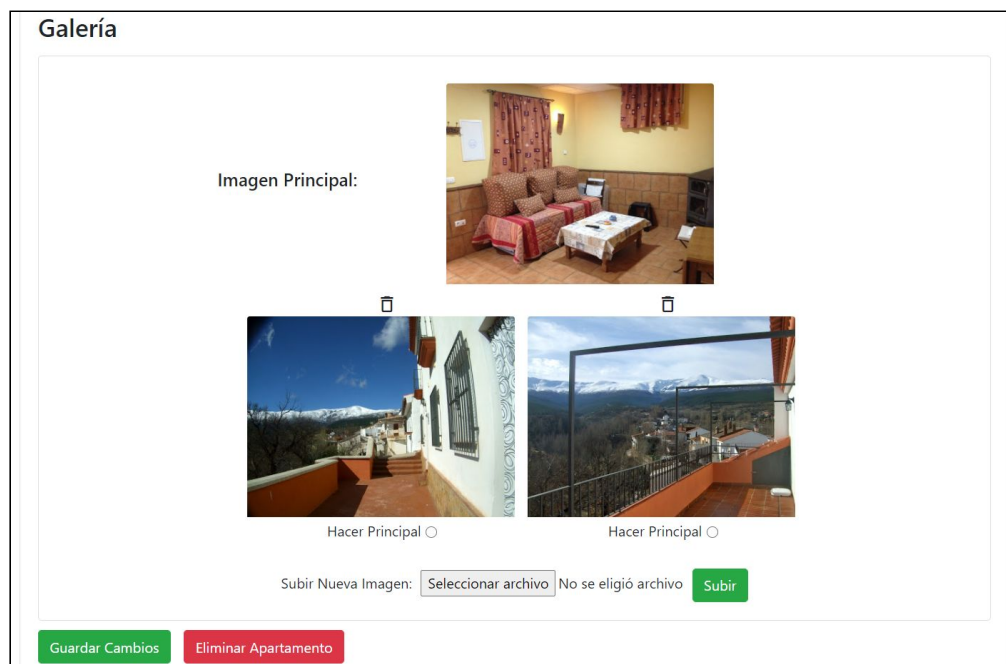 Galería
Imagen Principal:
Hacer Principal
Hacer Principal
Subir Nueva Imagen: Seleccionar archivo No se eligió archivo Subir
Guardar Cambios Eliminar Apartamento